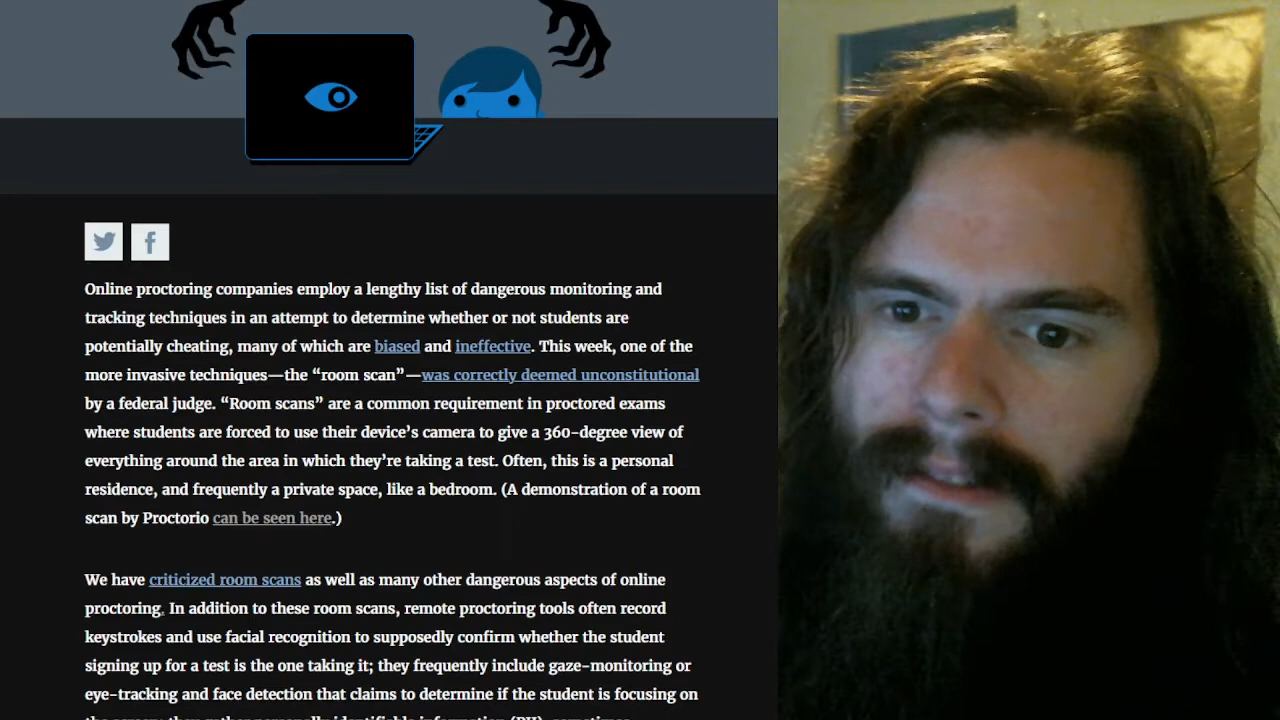 Online proctoring companies employ a lengthy list of dangerous monitoring and
tracking techniques in an attempt to determine whether or not students are
potentially cheating, many of which are biased and ineffective. This week, one of the
more invasive techniques—the “room scan”—was correctly deemed unconstitutional
by a federal judge. “Room scans” are a common requirement in proctored exams
where students are forced to use their device’s camera to give a 360-degree view of
everything around the area in which they’re taking a test. Often, this is a personal
residence, and frequently a private space, like a bedroom. (A demonstration of a room
scan by Proctorio can be seen here.)
We have criticized room scans as well as many other dangerous aspects of online
proctoring. In addition to these room scans, remote proctoring tools often record
keystrokes and use facial recognition to supposedly confirm whether the student
signing up for a test is the one taking it; they frequently include gaze-monitoring or
eye-tracking and face detection that claims to determine if the student is focusing on